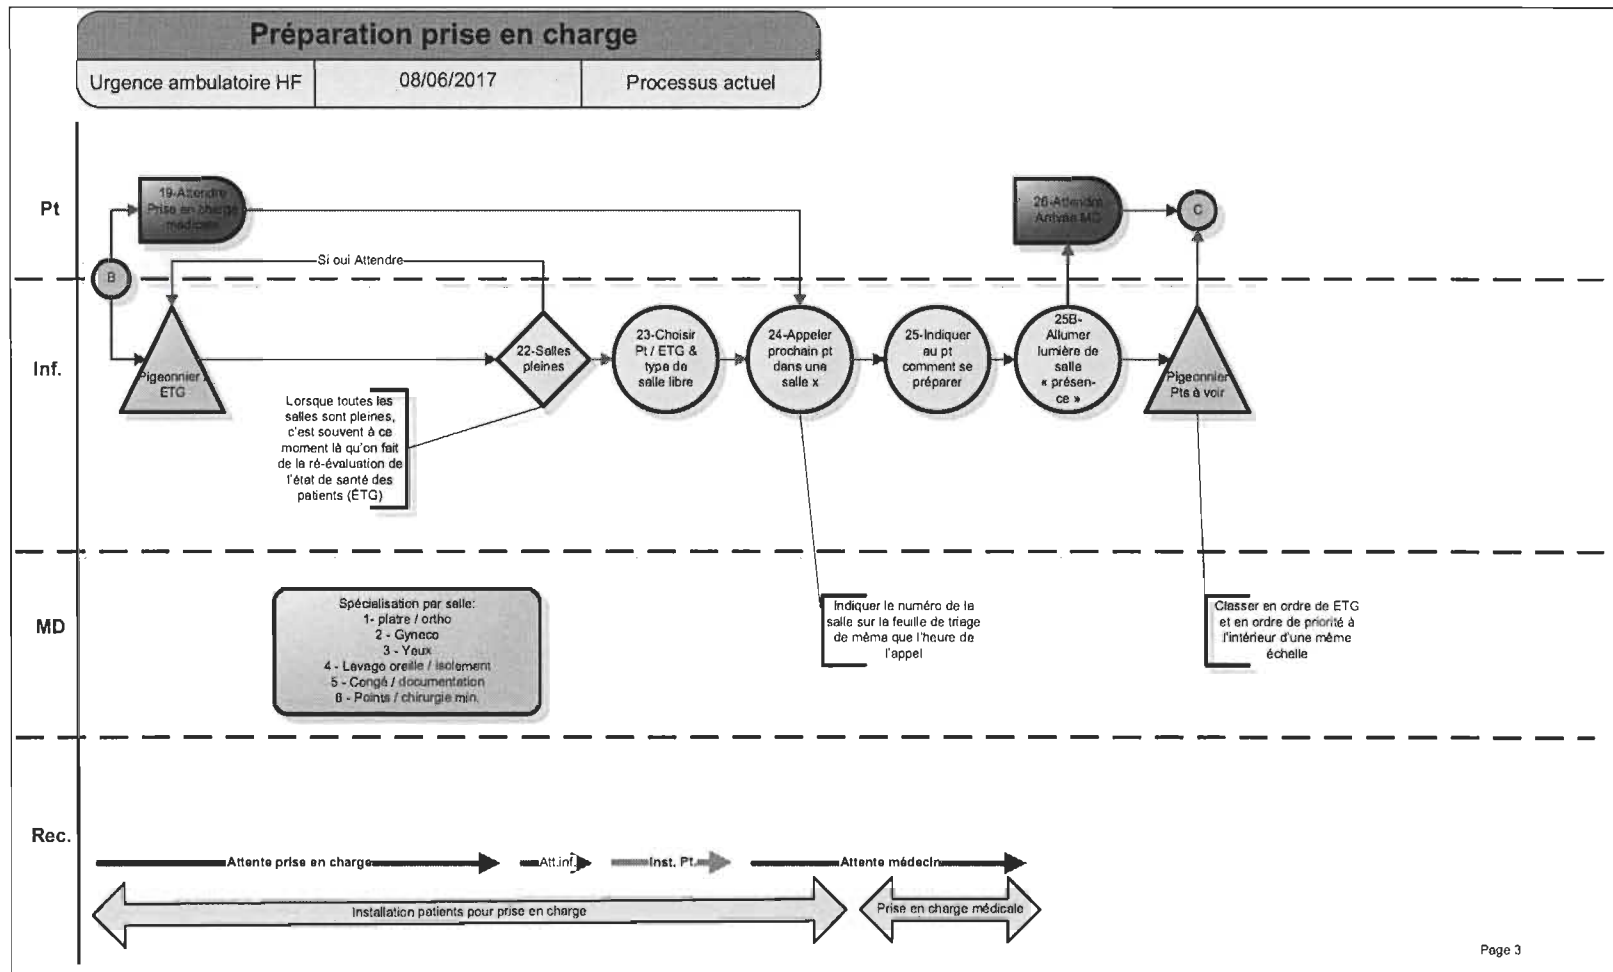 Préparation prise en charge
Urgence ambulatoire HF
08/06/2017
Processus actuel
Pt
19-Attendre
Prise en charge
médicale
26-Attendre
Arrivée MD
C
B
Si oui Attendre
Inf.
Pigeonnier
ETG
22-Salles
pleines
23-Choisir
Pt / ETG &
type de
salle libre
24-Appeler
prochain pt
dans une
salle x
25-Indiquer
au pt
comment se
préparer
25B-
Allumer
lumière de
salle
« présen-
ce »
Pigeonnier
Pts à voir
Lorsque toutes les
salles sont pleines,
c'est souvent à ce
moment là qu'on fait
de la ré-évaluation de
l'état de santé des
patients (ÉTG)
MD
Spécialisation par salle:
1- platre / ortho
2 - Gyneco
3 - Yeux
4 - Lavage oreille / isolement
5 - Congé / documentation
6 - Points / chirurgie min.
Indiquer le numéro de la
salle sur la feuille de triage
de même que l'heure de
l'appel
Classer en ordre de ETG
et en ordre de priorité à
l'intérieur d'une même
échelle
Rec.
Attente prise en charge
Att.inf.
Inst. Pt.
Attente médecin
Installation patients pour prise en charge
Prise en charge médicale
Page 3